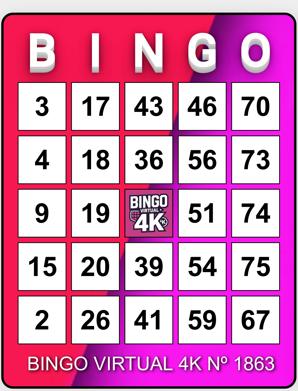 B I N G O
3 17 43 46 70
4 18 36 56 73
9 19 BINGO VIRTUAL 4K 51 74
15 20 39 54 75
2 26 41 59 67
BINGO VIRTUAL 4K Nº 1863